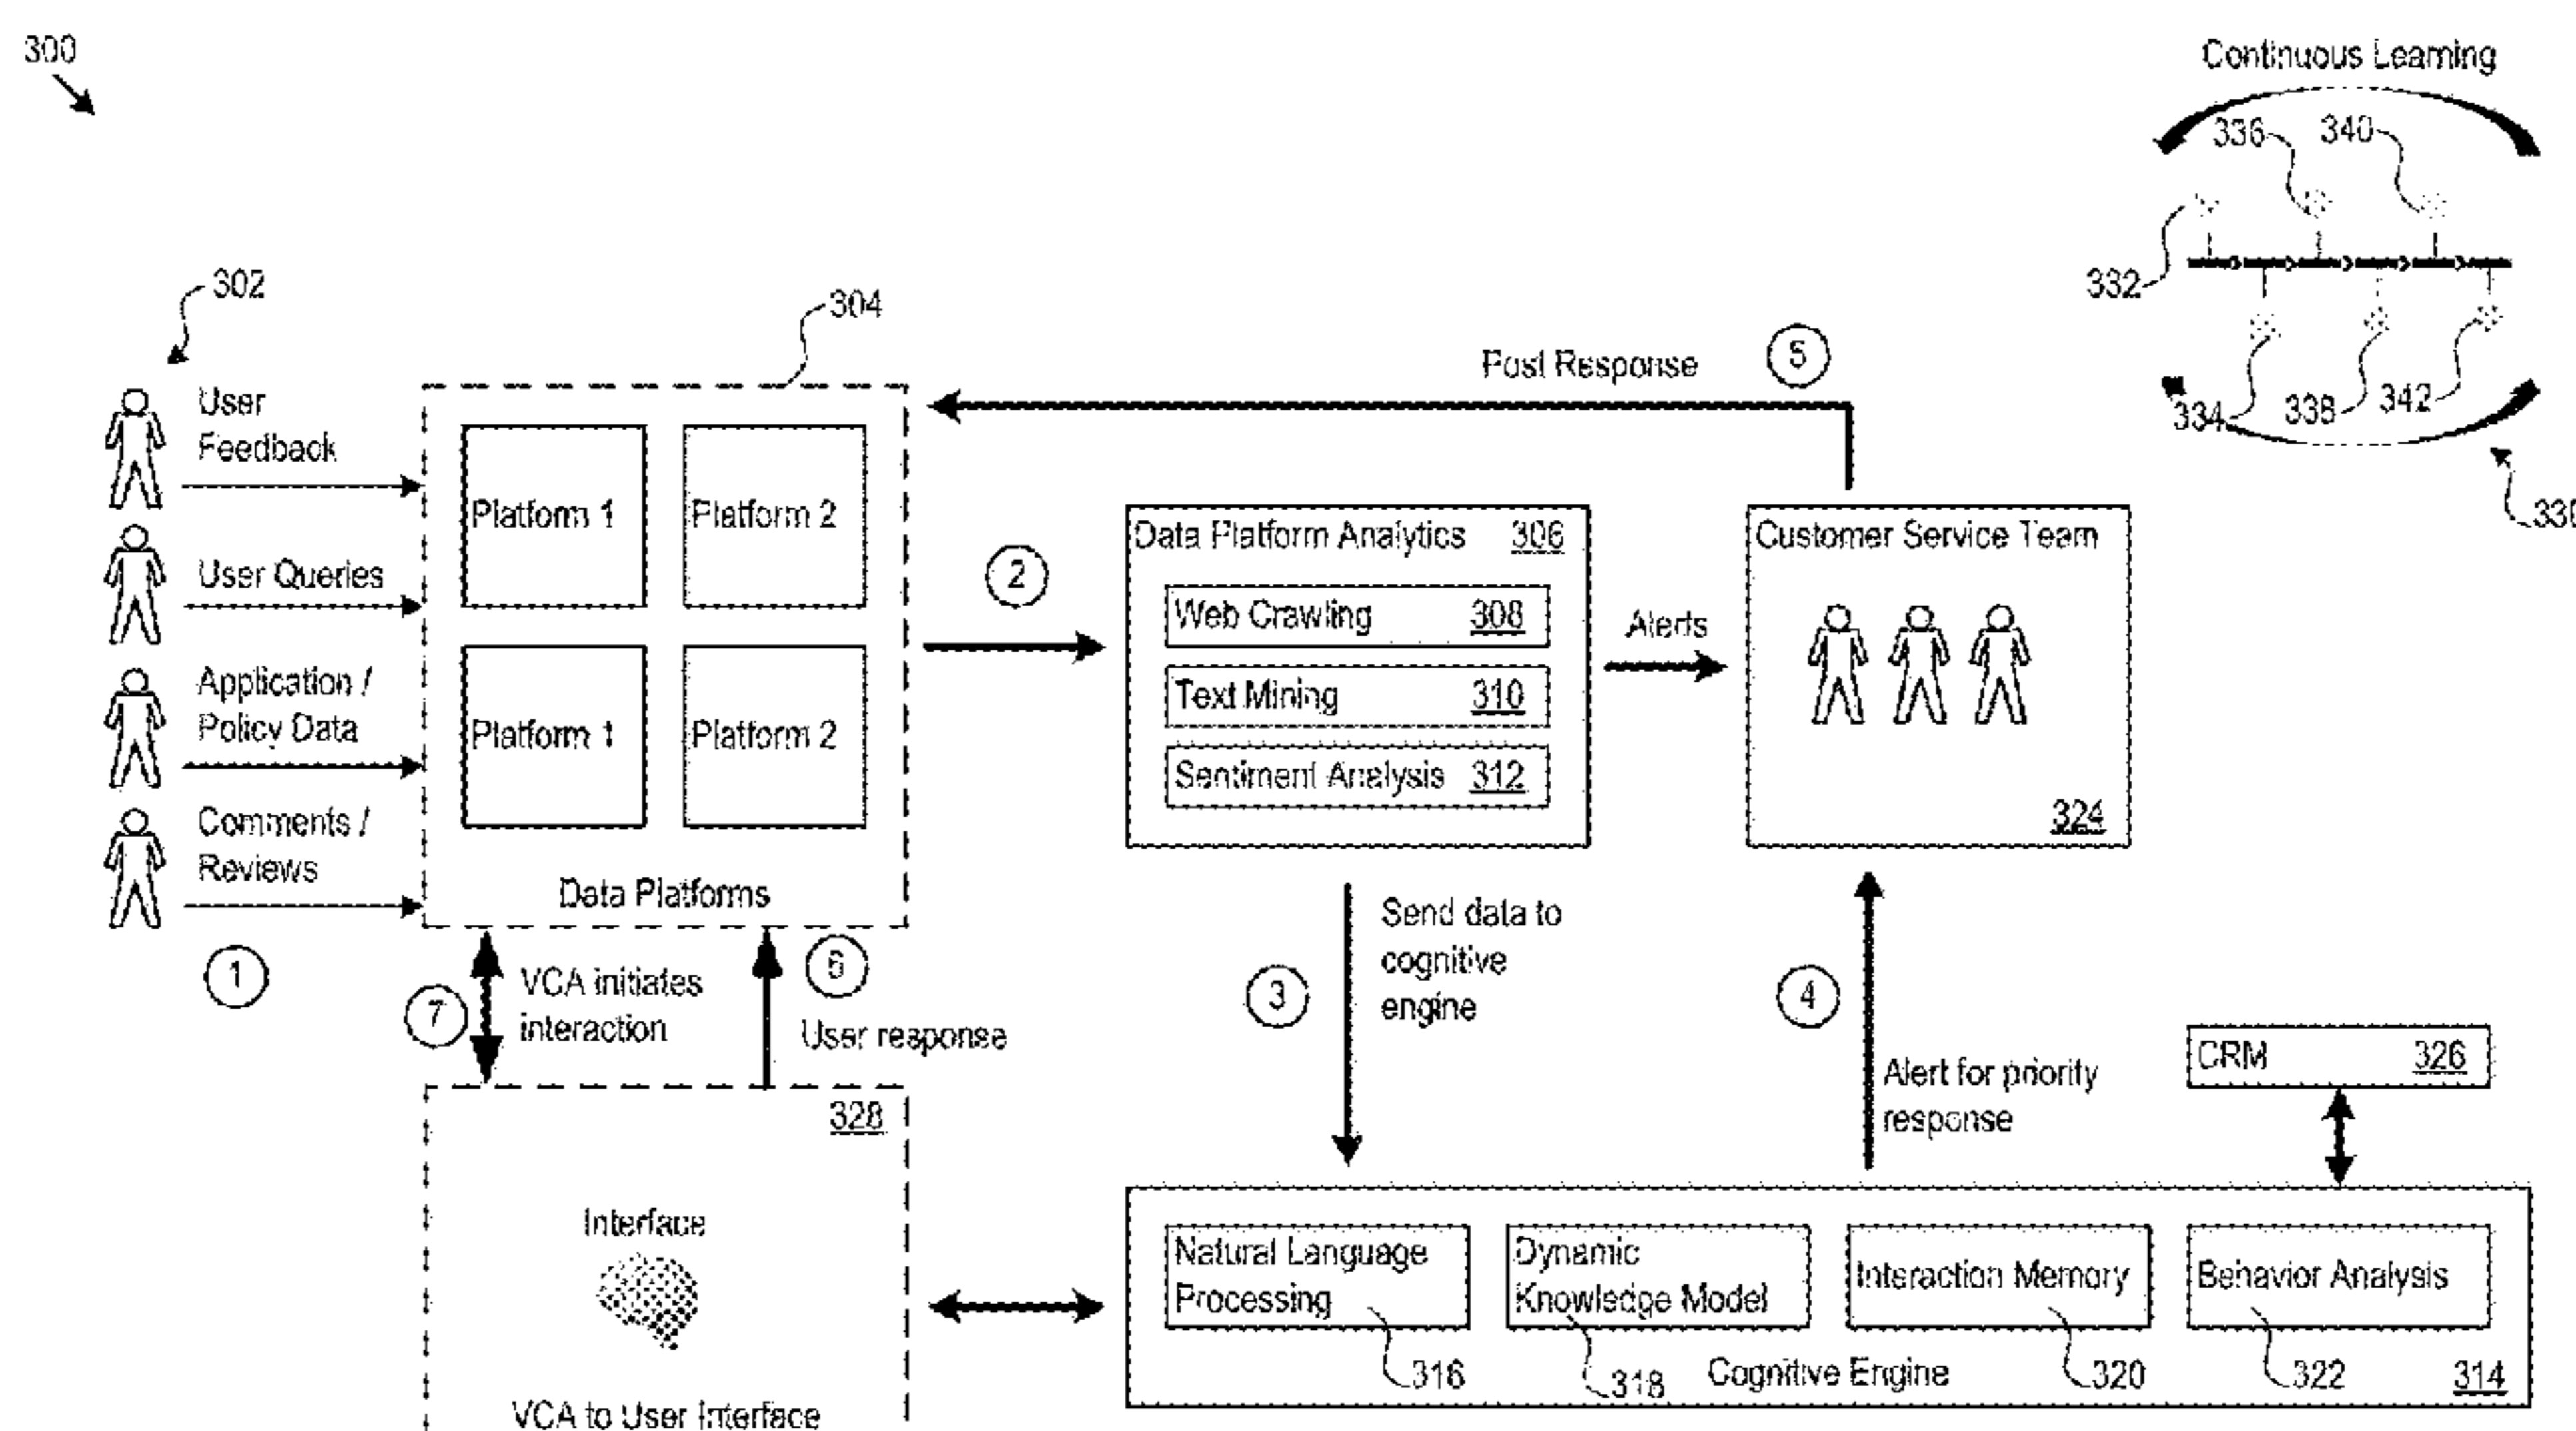 300
Continuous Learning
336
340
332
334
338
342
330
302
304
User
Feedback
User Queries
Application /
Policy Data
Comments /
Reviews
1
Platform 1
Platform 2
Platform 1
Platform 2
Data Platforms
2
Post Response
5
Data Platform Analytics 306
Web Crawling 308
Text Mining 310
Sentiment Analysis 312
Alerts
Customer Service Team
324
7
VCA initiates
interaction
6
User response
3
Send data to
cognitive
engine
4
Alert for priority
response
CRM 326
328
Interface
VCA to User Interface
Natural Language
Processing
316
Dynamic
Knowledge Model
318
Interaction Memory
320
Behavior Analysis
322
Cognitive Engine
314